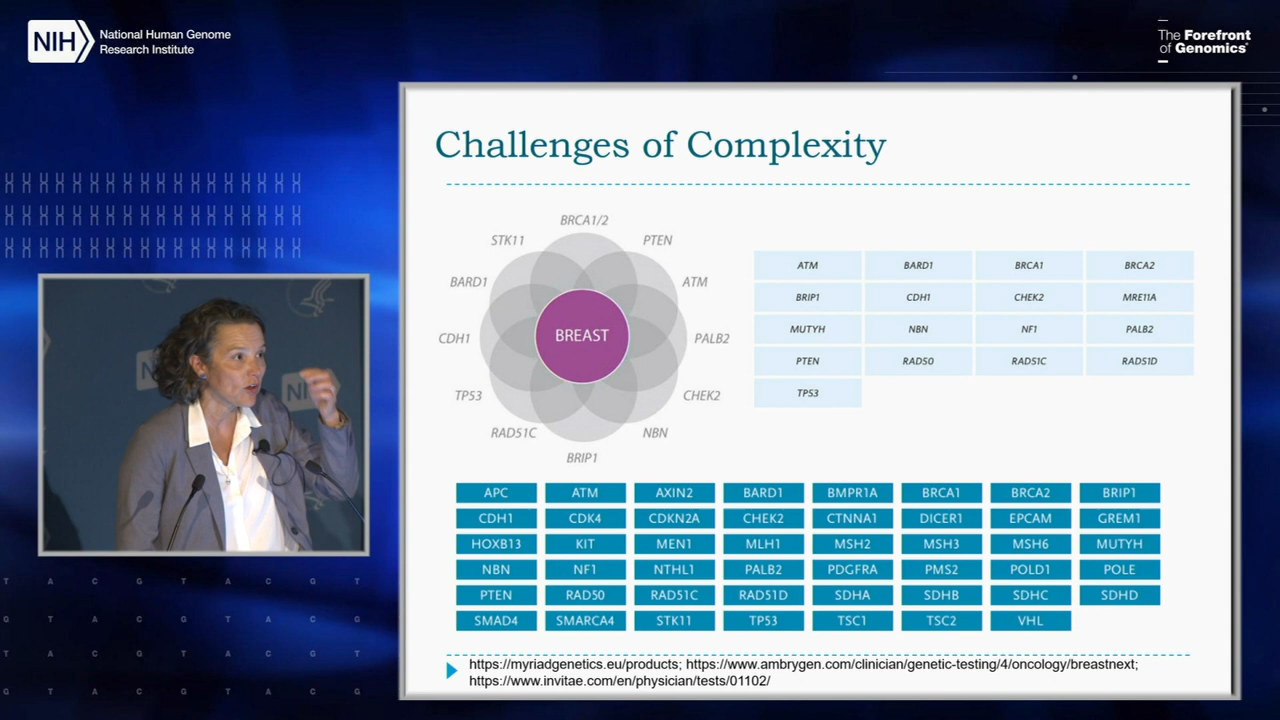 NIH National Human Genome
Research Institute
The Forefront
of Genomics®
Challenges of Complexity
BRCA1/2
STK11 PTEN
BARD1 ATM
CDH1 BREAST PALB2
TP53 CHEK2
RAD51C NBN
BRIP1
ATM BARD1 BRCA1 BRCA2
BRIP1 CDH1 CHEK2 MRE11A
MUTYH NBN NF1 PALB2
PTEN RAD50 RAD51C RAD51D
TP53
APC ATM AXIN2 BARD1 BMPR1A BRCA1 BRCA2 BRIP1
CDH1 CDK4 CDKN2A CHEK2 CTNNA1 DICER1 EPCAM GREM1
HOXB13 KIT MEN1 MLH1 MSH2 MSH3 MSH6 MUTYH
NBN NF1 NTHL1 PALB2 PDGFRA PMS2 POLD1 POLE
PTEN RAD50 RAD51C RAD51D SDHA SDHB SDHC SDHD
SMAD4 SMARCA4 STK11 TP53 TSC1 TSC2 VHL
https://myriadgenetics.eu/products; https://www.ambrygen.com/clinician/genetic-testing/4/oncology/breastnext;
https://www.invitae.com/en/physician/tests/01102/
T A C G T A C G T
G T A C G T A C G
T A C G T A C G T
G T A C G T A C G